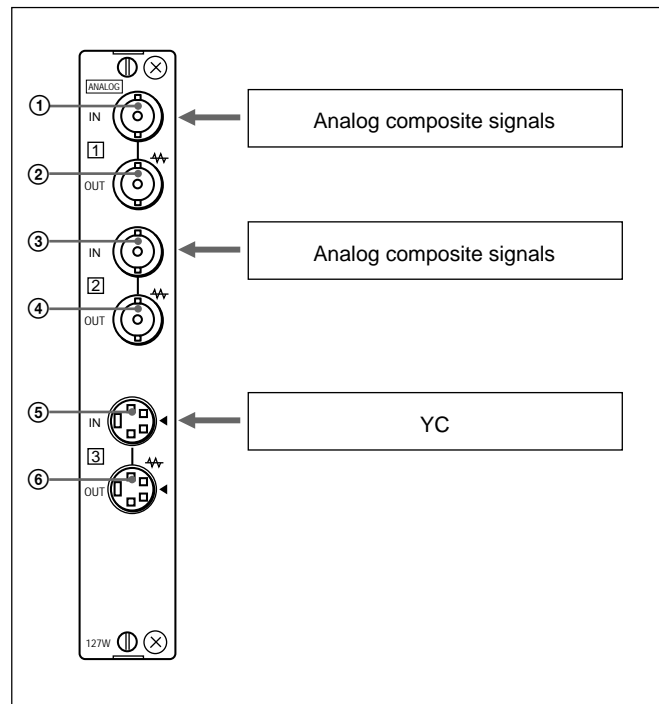 ANALOG
① IN
Analog composite signals
1
② OUT
③ IN
Analog composite signals
2
④ OUT
⑤ IN
YC
3
⑥ OUT
127W